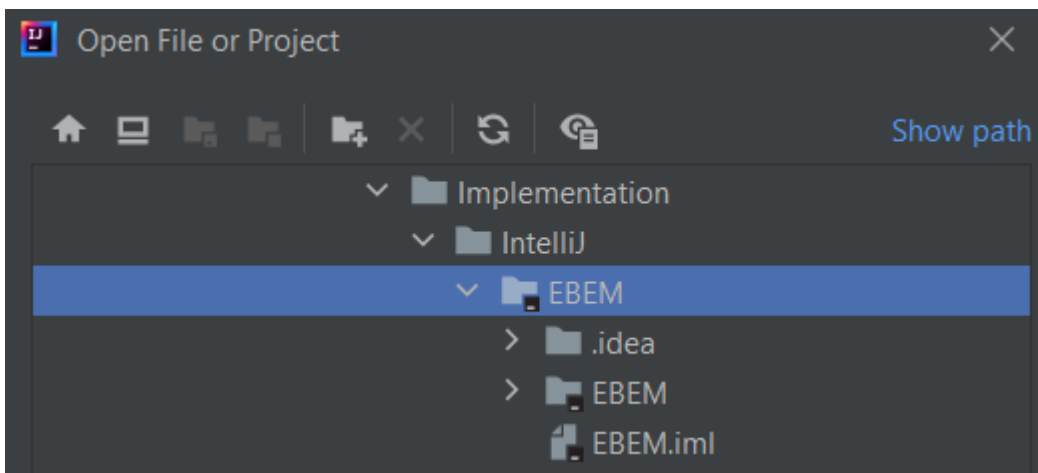 Open File or Project
Show path
Implementation
IntelliJ
EBEM
.idea
EBEM
EBEM.iml